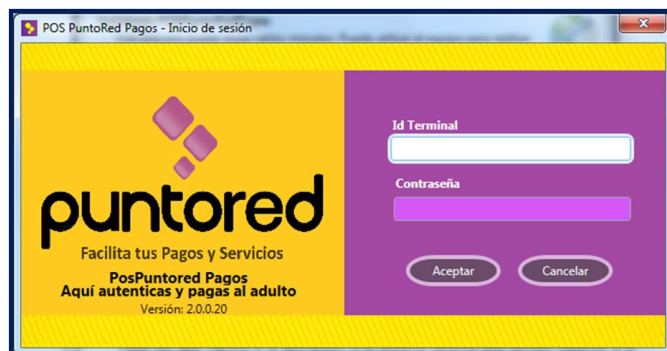 POS PuntoRed Pagos - Inicio de sesión
puntored
Facilita tus Pagos y Servicios
PosPuntored Pagos
Aquí autenticas y pagas al adulto
Versión: 2.0.0.20
Id Terminal
Contraseña
Aceptar
Cancelar